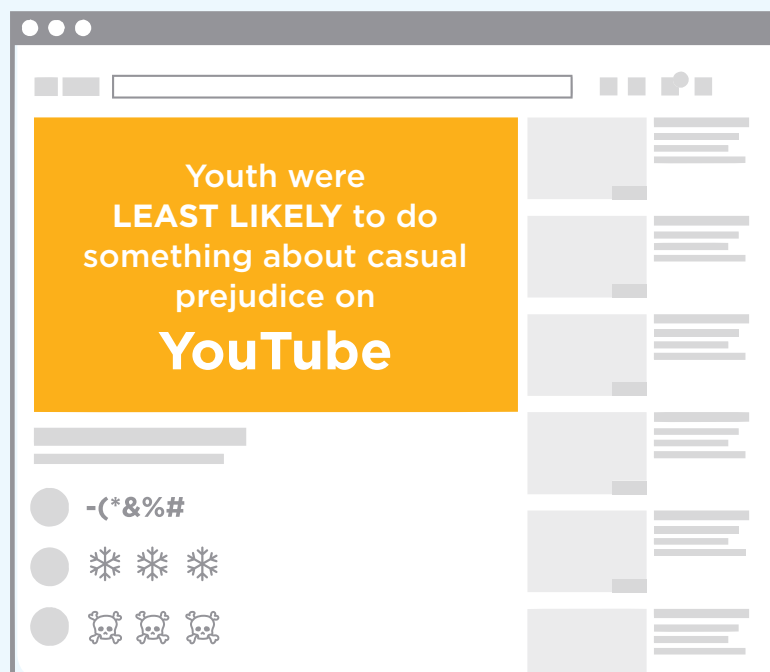 Youth were
LEAST LIKELY to do
something about casual
prejudice on
YouTube
-(*&%#